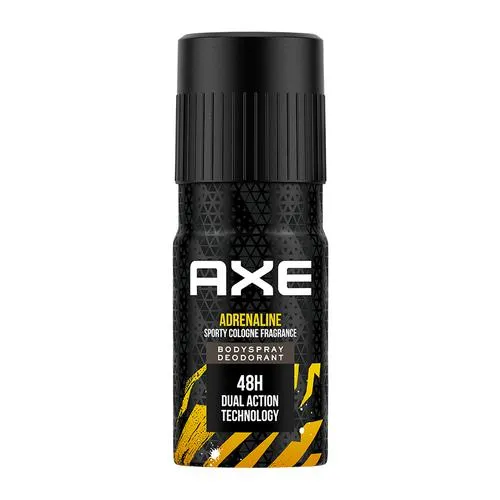 AXE
ADRENALINE
SPORTY COLOGNE FRAGRANCE
BODYSPRAY
DEODORANT
48H
DUAL ACTION
TECHNOLOGY